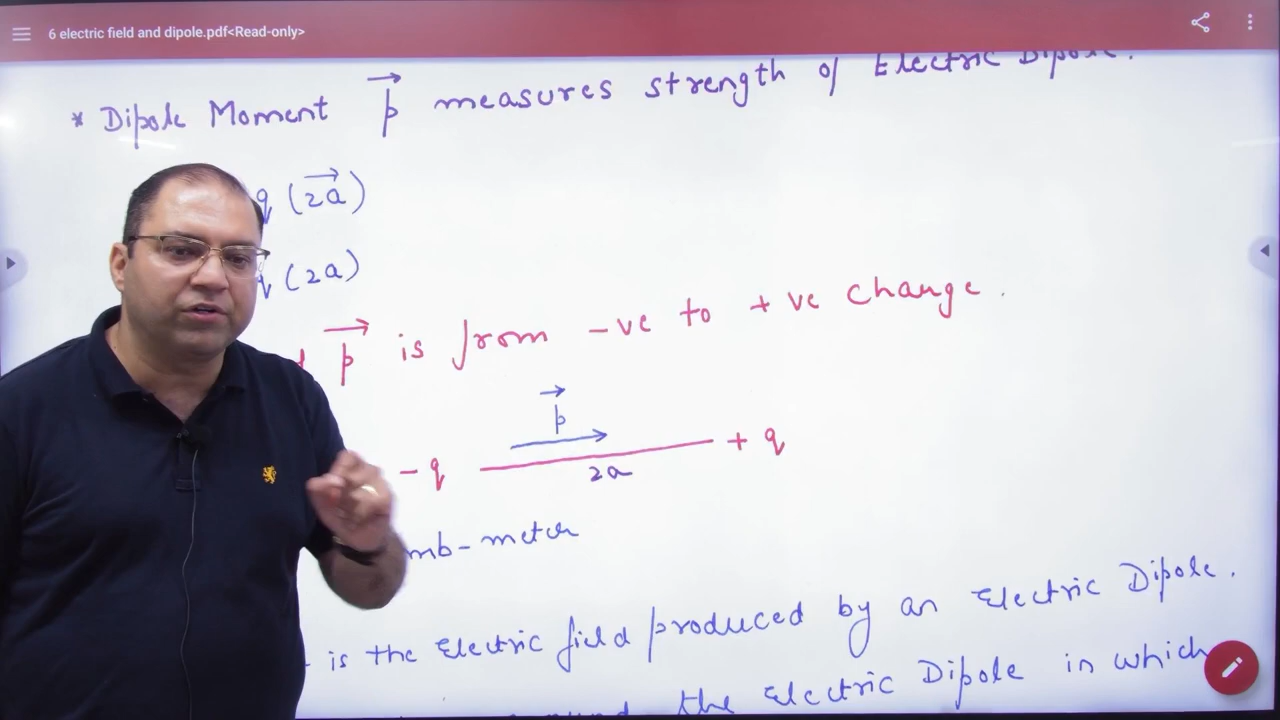 6 electric field and dipole.pdf<Read-only>
* Dipole Moment p measures strength of Electric Dipole.
q (2a)
q (2a)
p is from -ve to +ve change.
p
-q +q
2a
mb-meter
is the Electric field produced by an Electric Dipole.
the Electric Dipole in which